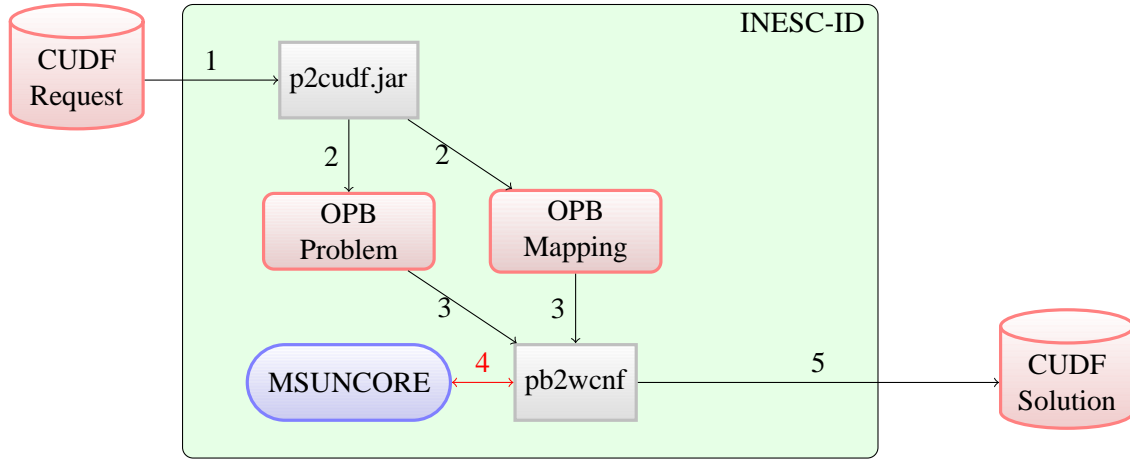 INESC-ID
CUDF
Request
1
p2cudf.jar
2
2
OPB
Problem
OPB
Mapping
3
3
MSUNCORE
4
pb2wcnf
5
CUDF
Solution